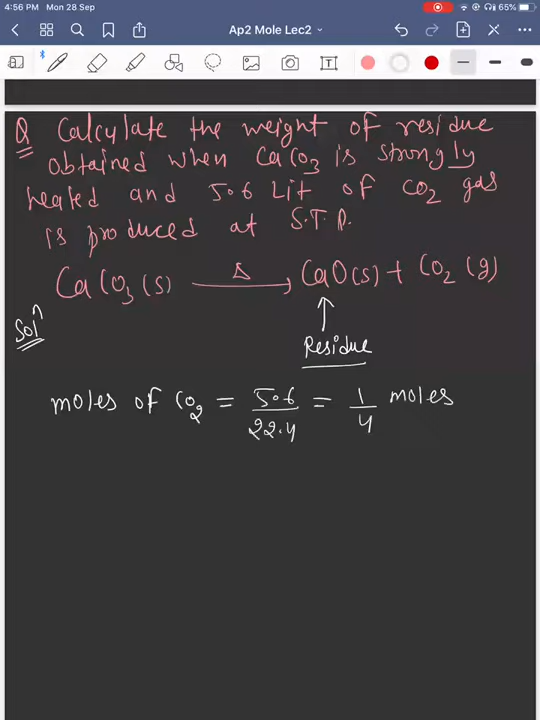 4:56 PM Mon 28 Sep
65%
Ap2 Mole Lec2
Q Calculate the weight of residue
obtained when CaCO3 is strongly
heated and 5.6 Lit of CO2 gas
is produced at S.T.P.
CaCO3(s) Δ→ CaO(s) + CO2(g)
Sol^n
Residue
moles of CO2 = 5.6/22.4 = 1/4 moles